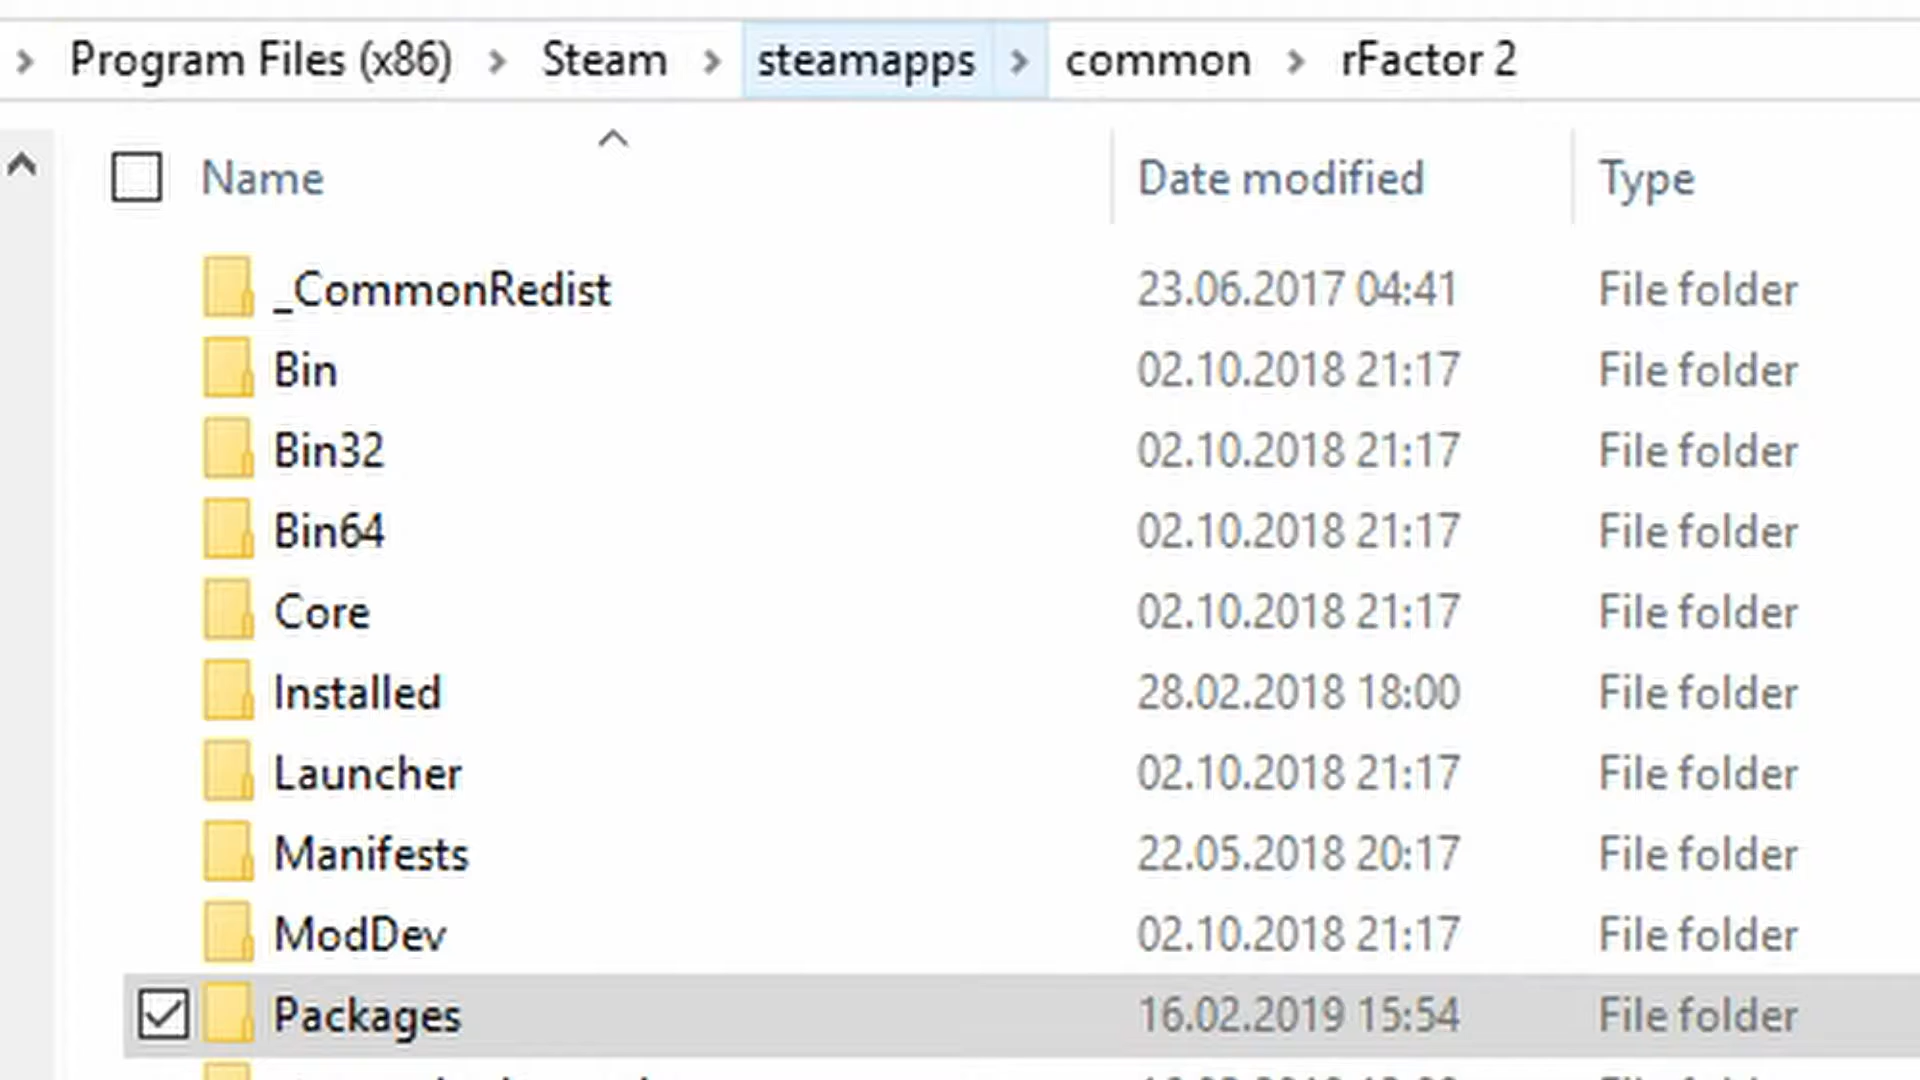 Program Files (x86) > Steam > steamapps > common > rFactor 2
Name Date modified Type
_CommonRedist 23.06.2017 04:41 File folder
Bin 02.10.2018 21:17 File folder
Bin32 02.10.2018 21:17 File folder
Bin64 02.10.2018 21:17 File folder
Core 02.10.2018 21:17 File folder
Installed 28.02.2018 18:00 File folder
Launcher 02.10.2018 21:17 File folder
Manifests 22.05.2018 20:17 File folder
ModDev 02.10.2018 21:17 File folder
Packages 16.02.2019 15:54 File folder